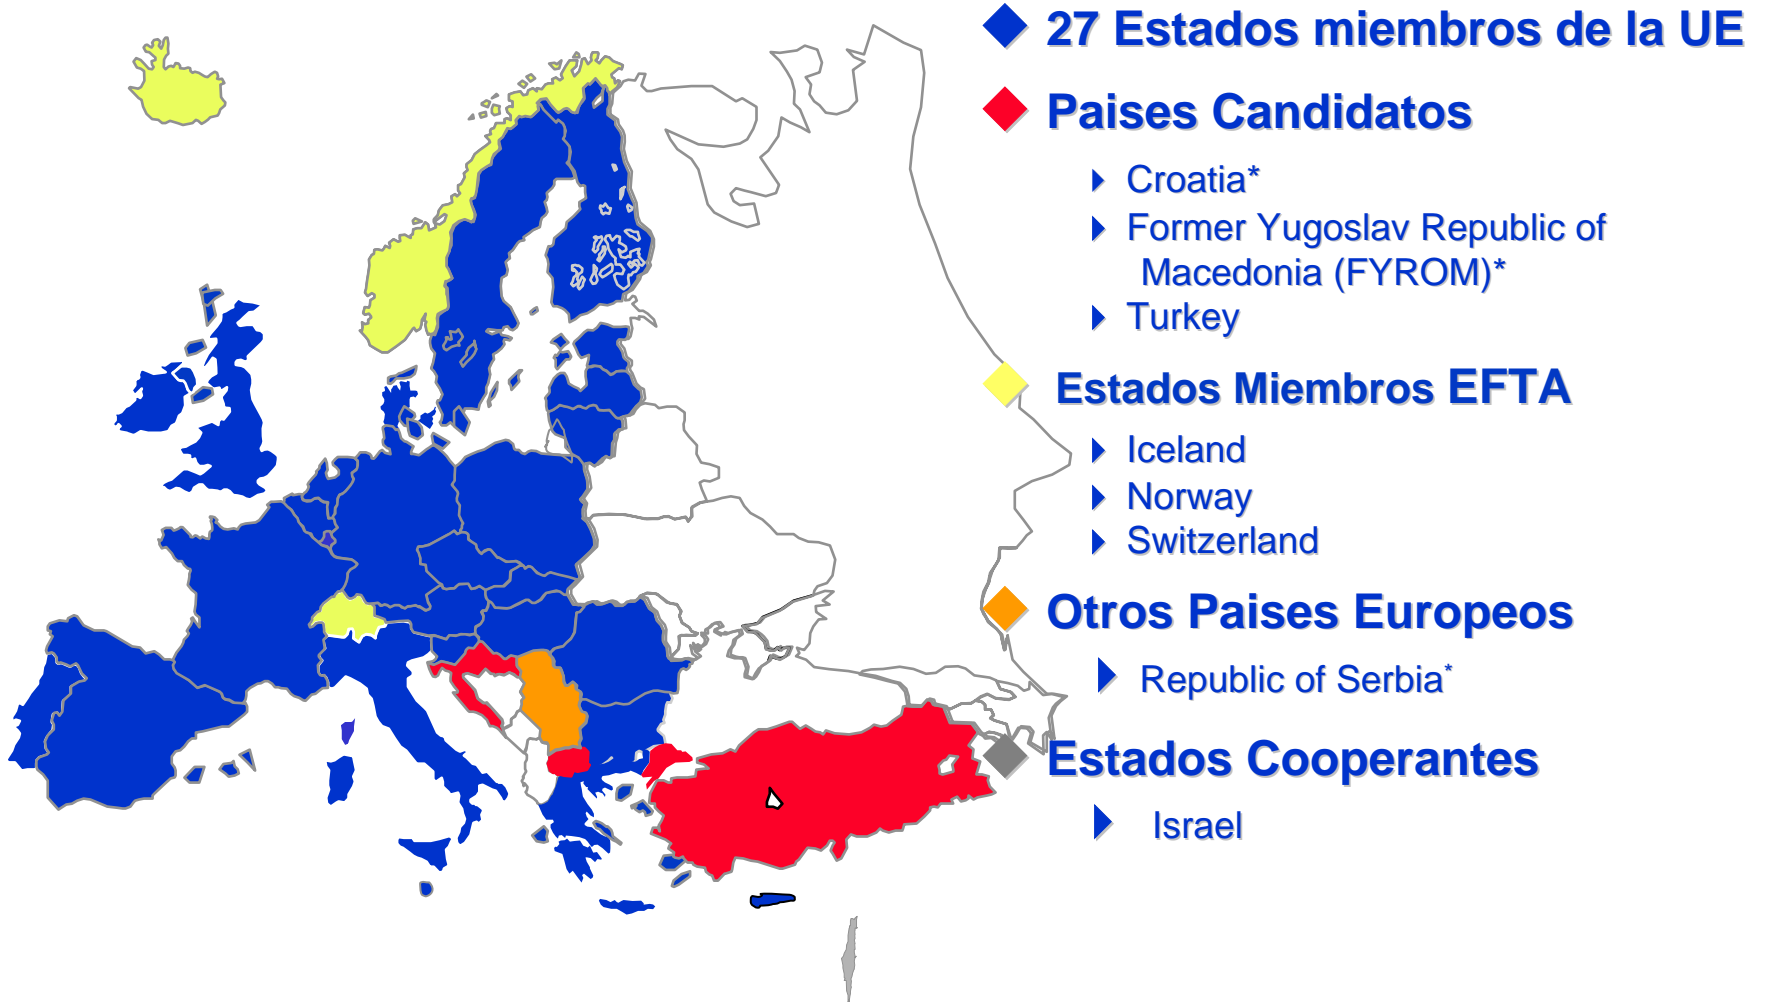 27 Estados miembros de la UE
Paises Candidatos
Croatia*
Former Yugoslav Republic of
Macedonia (FYROM)*
Turkey
Estados Miembros EFTA
Iceland
Norway
Switzerland
Otros Paises Europeos
Republic of Serbia*
Estados Cooperantes
Israel